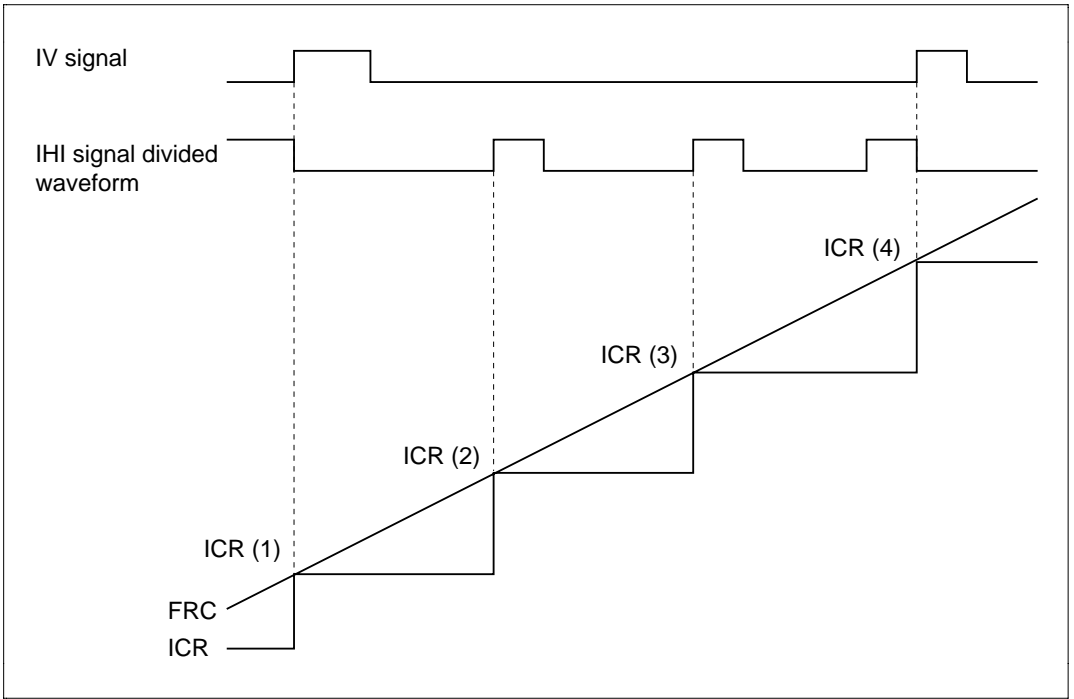 IV signal
IHI signal divided
waveform
ICR (4)
ICR (3)
ICR (2)
ICR (1)
FRC
ICR